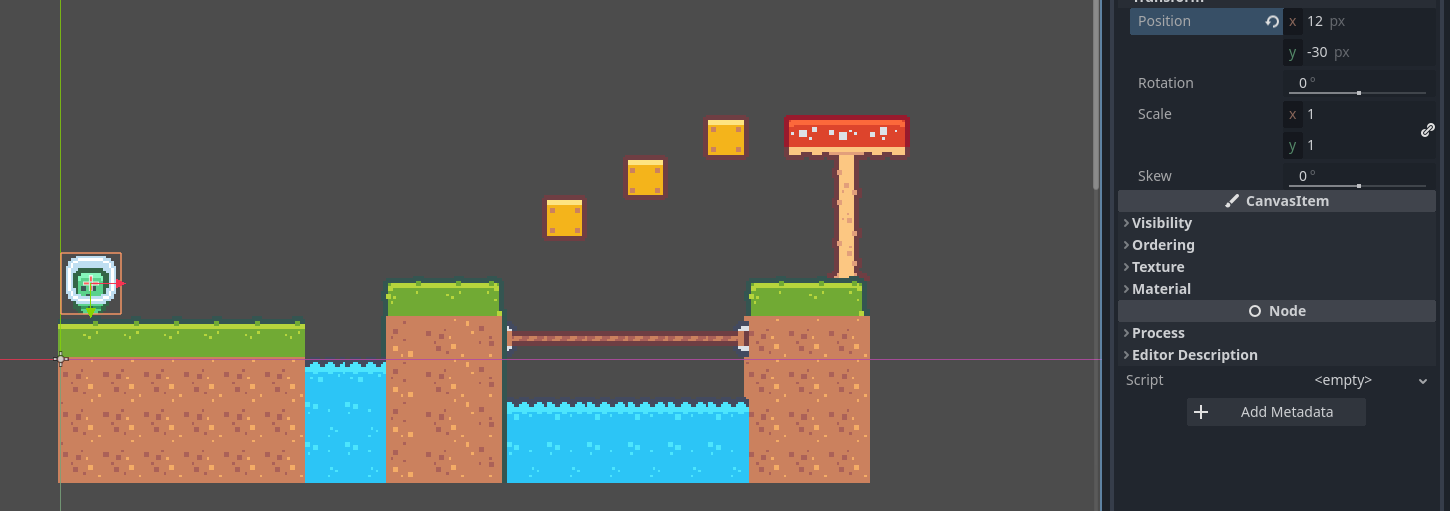 Transform
Position x 12 px
y -30 px
Rotation 0 °
Scale x 1
y 1
Skew 0 °
CanvasItem
Visibility
Ordering
Texture
Material
Node
Process
Editor Description
Script <empty>
Add Metadata